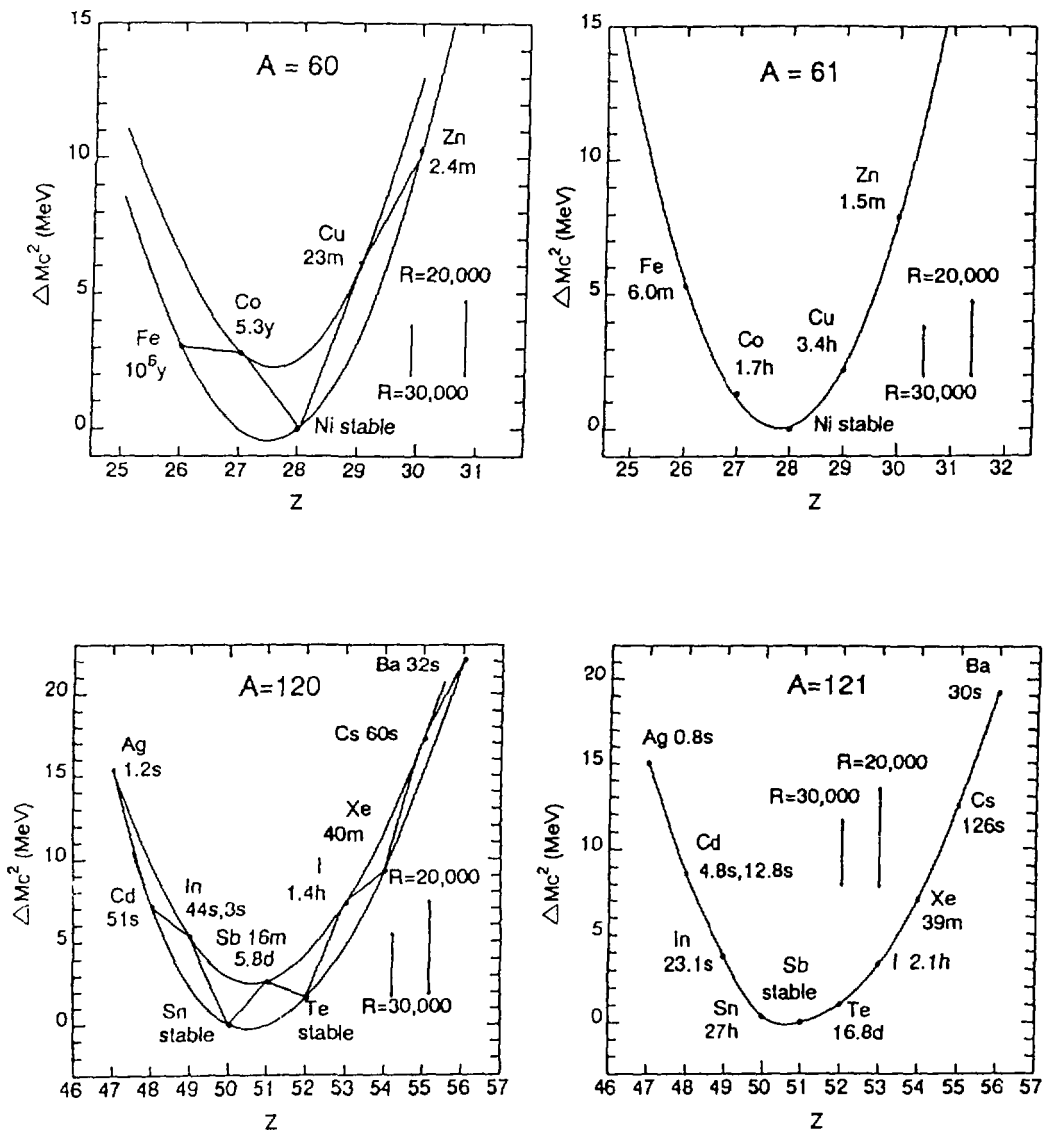 A = 60
15
10
5
0
△Mc² (MeV)
Zn
2.4m
Cu
23m
R=20,000
Co
5.3y
Fe
10⁶y
R=30,000
Ni stable
25 26 27 28 29 30 31
Z
A = 61
15
10
5
0
△Mc² (MeV)
Zn
1.5m
R=20,000
Fe
6.0m
Cu
3.4h
Co
1.7h
R=30,000
Ni stable
25 26 27 28 29 30 31 32
Z
A=120
20
15
10
5
0
△Mc² (MeV)
Ba 32s
Cs 60s
Ag
1.2s
Xe
40m
I
1.4h
R=20,000
In
44s,3s
Cd
51s
Sb 16m
5.8d
R=30,000
Sn
stable
Te
stable
46 47 48 49 50 51 52 53 54 55 56 57
Z
A=121
20
15
10
5
0
△Mc² (MeV)
Ba
30s
Ag 0.8s
R=20,000
R=30,000
Cs
126s
Cd
4.8s,12.8s
Xe
39m
In
23.1s
I 2.1h
Sb
stable
Sn
27h
Te
16.8d
46 47 48 49 50 51 52 53 54 55 56 57
Z